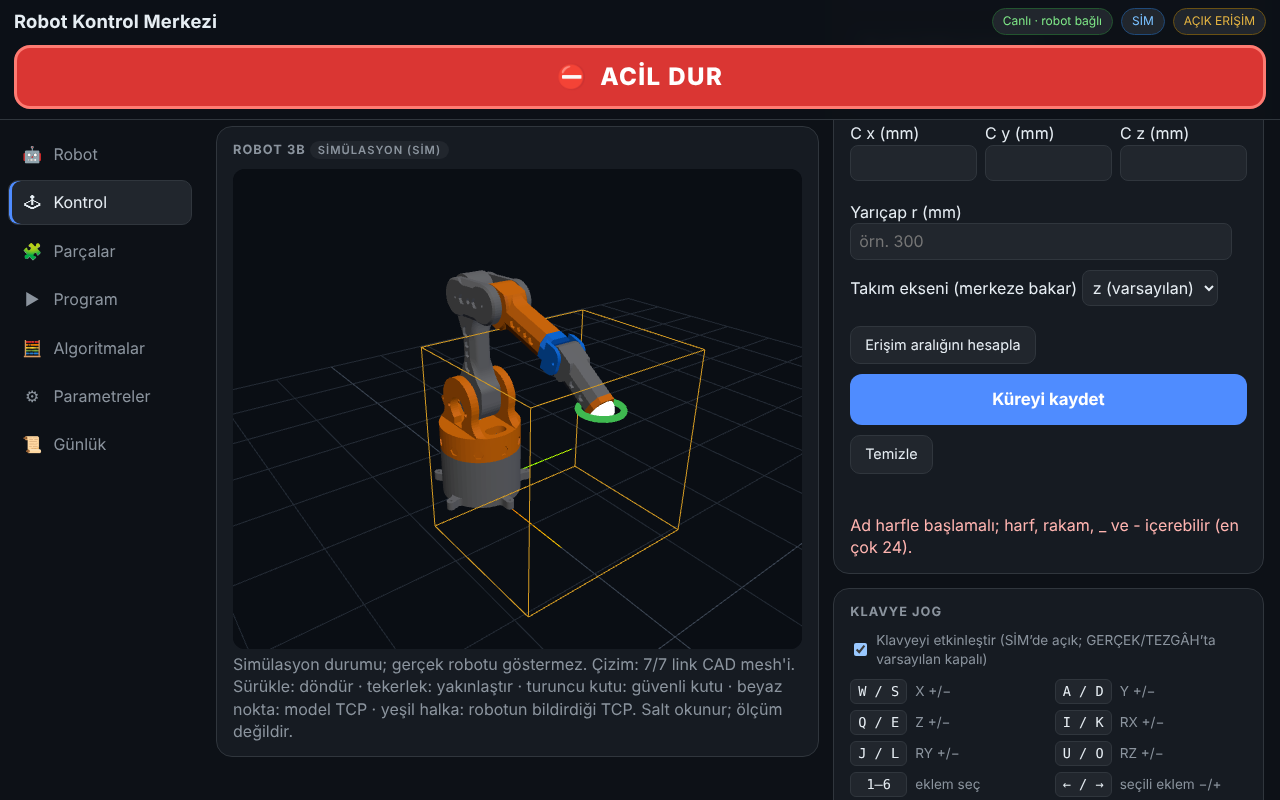 Robot Kontrol Merkezi
Canlı · robot bağlı
SİM
AÇIK ERİŞİM
ACİL DUR
Robot
Kontrol
Parçalar
Program
Algoritmalar
Parametreler
Günlük
ROBOT 3B SİMÜLASYON (SİM)
Simülasyon durumu; gerçek robotu göstermez. Çizim: 7/7 link CAD mesh'i.
Sürükle: döndür · tekerlek: yakınlaştır · turuncu kutu: güvenli kutu · beyaz
nokta: model TCP · yeşil halka: robotun bildirdiği TCP. Salt okunur; ölçüm
değildir.
C x (mm) C y (mm) C z (mm)
Yarıçap r (mm)
örn. 300
Takım ekseni (merkeze bakar) z (varsayılan)
Erişim aralığını hesapla
Küreyi kaydet
Temizle
Ad harfle başlamalı; harf, rakam, _ ve - içerebilir (en
çok 24).
KLAVYE JOG
Klavyeyi etkinleştir (SİM’de açık; GERÇEK/TEZGÂH’ta
varsayılan kapalı)
W / S X +/− A / D Y +/−
Q / E Z +/− I / K RX +/−
J / L RY +/− U / O RZ +/−
1–6 eklem seç ← / → seçili eklem −/+